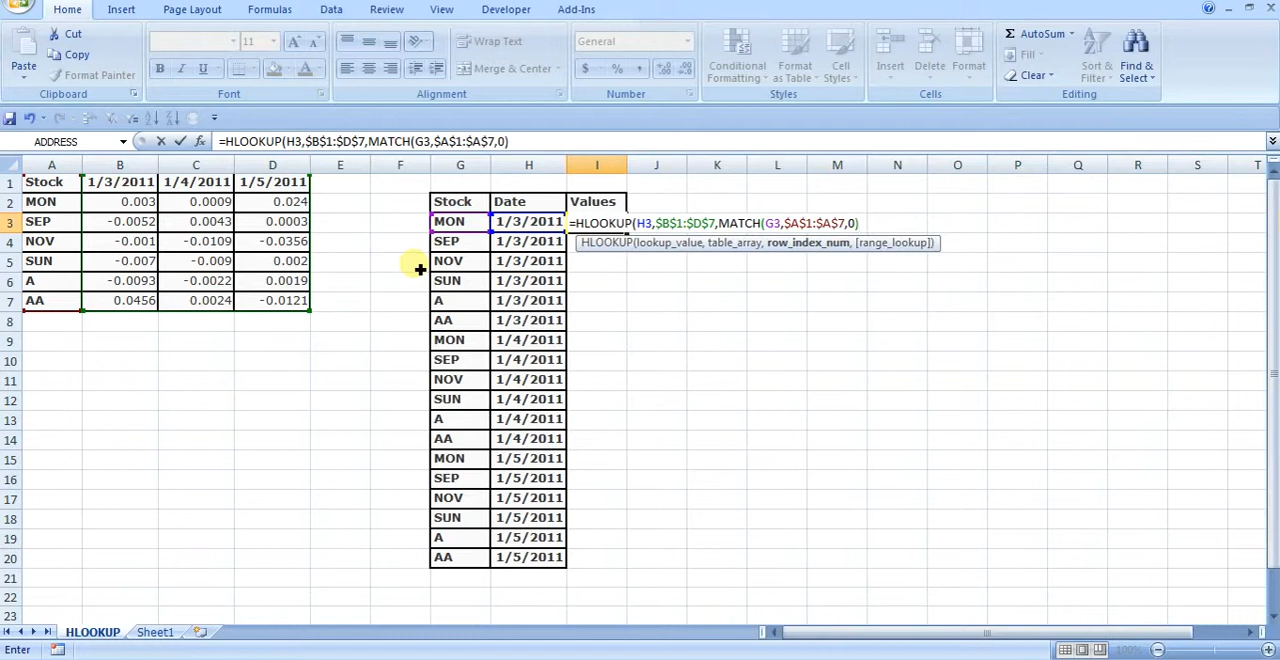 Home Insert Page Layout Formulas Data Review View Developer Add-Ins
Paste Cut Copy Format Painter Clipboard
11 A A B I U A Font
Wrap Text Merge & Center Alignment
General $ % , Number
Conditional Formatting Format as Table Cell Styles Styles
Insert Delete Format Cells
Σ AutoSum Fill Clear Sort & Filter Find & Select Editing
ADDRESS fx =HLOOKUP(H3,$B$1:$D$7,MATCH(G3,$A$1:$A$7,0)
A B C D E F G H I J K L M N O P Q R S T
1 Stock 1/3/2011 1/4/2011 1/5/2011
2 MON 0.003 0.0009 0.024 Stock Date Values
3 SEP -0.0052 0.0043 0.0003 MON 1/3/2011 =HLOOKUP(H3,$B$1:$D$7,MATCH(G3,$A$1:$A$7,0)
4 NOV -0.001 -0.0109 -0.0356 SEP 1/3/2011 HLOOKUP(lookup_value, table_array, row_index_num, [range_lookup])
5 SUN -0.007 -0.009 0.002 NOV 1/3/2011
6 A -0.0093 -0.0022 0.0019 SUN 1/3/2011
7 AA 0.0456 0.0024 -0.0121 A 1/3/2011
8 AA 1/3/2011
9 MON 1/4/2011
10 SEP 1/4/2011
11 NOV 1/4/2011
12 SUN 1/4/2011
13 A 1/4/2011
14 AA 1/4/2011
15 MON 1/5/2011
16 SEP 1/5/2011
17 NOV 1/5/2011
18 SUN 1/5/2011
19 A 1/5/2011
20 AA 1/5/2011
21
22
23
HLOOKUP Sheet1
Enter 100%